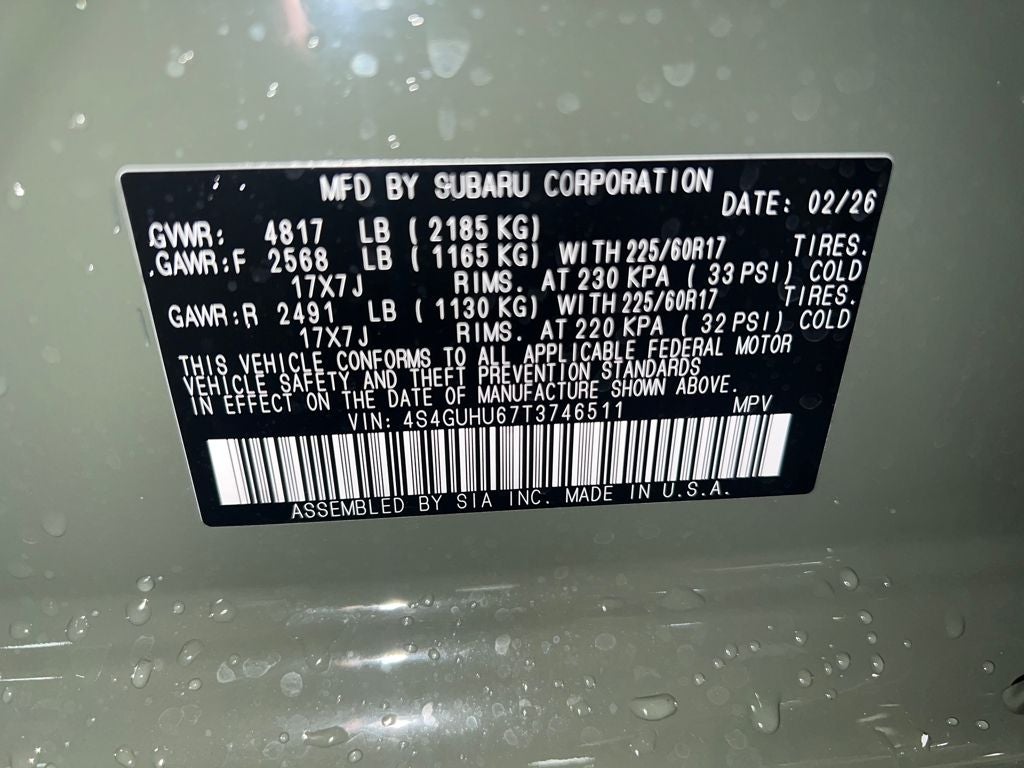 MFD BY SUBARU CORPORATION
DATE: 02/26
GVWR: 4817 LB ( 2185 KG)
GAWR:F 2568 LB ( 1165 KG) WITH 225/60R17 TIRES.
17X7J RIMS. AT 230 KPA ( 33 PSI) COLD
GAWR:R 2491 LB ( 1130 KG) WITH 225/60R17 TIRES.
17X7J RIMS. AT 220 KPA ( 32 PSI) COLD
THIS VEHICLE CONFORMS TO ALL APPLICABLE FEDERAL MOTOR
VEHICLE SAFETY AND THEFT PREVENTION STANDARDS
IN EFFECT ON THE DATE OF MANUFACTURE SHOWN ABOVE.
VIN: 4S4GUHU67T3746511 MPV
ASSEMBLED BY SIA INC. MADE IN U.S.A.